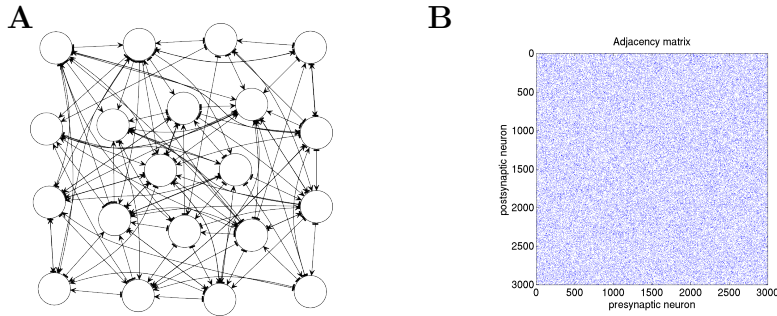 A
B
Adjacency matrix
postsynaptic neuron
0
500
1000
1500
2000
2500
3000
0 500 1000 1500 2000 2500 3000
presynaptic neuron